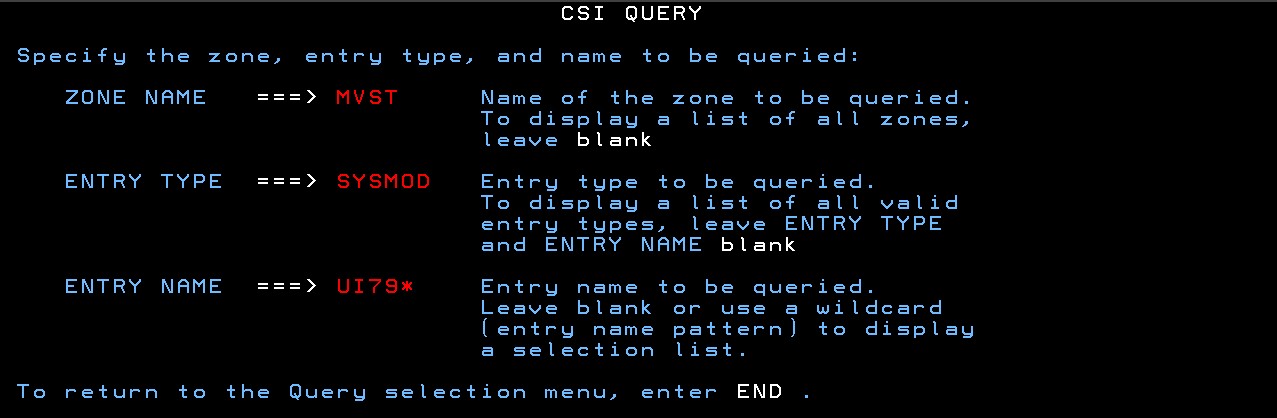 CSI QUERY
Specify the zone, entry type, and name to be queried:
ZONE NAME ===> MVST Name of the zone to be queried.
To display a list of all zones,
leave blank
ENTRY TYPE ===> SYSMOD Entry type to be queried.
To display a list of all valid
entry types, leave ENTRY TYPE
and ENTRY NAME blank
ENTRY NAME ===> UI79* Entry name to be queried.
Leave blank or use a wildcard
(entry name pattern) to display
a selection list.
To return to the Query selection menu, enter END .